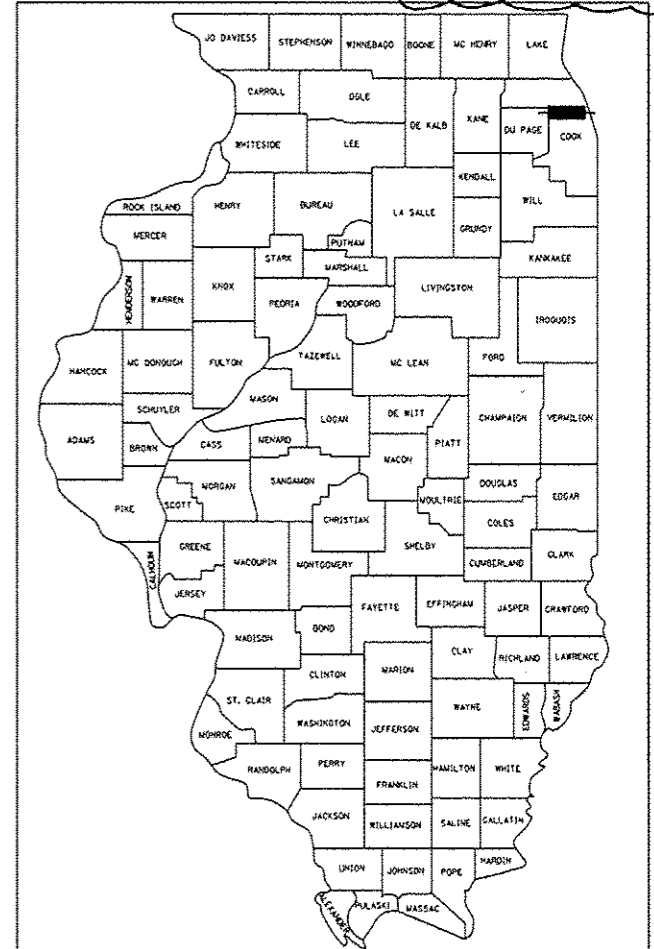 JO DAVIESS STEPHENSON WINNEBAGO BOONE MC HENRY LAKE
CARROLL OGLE
DE KALB KANE DU PAGE COOK
WHITESIDE LEE
KENDALL
ROCK ISLAND HENRY BUREAU LA SALLE WILL
MERCER PUTNAM GRUNDY
STARK MARSHALL KANKAKEE
HENDERSON WARREN KNOX PEORIA WOODFORD LIVINGSTON
IROQUOIS
HANCOCK MC DONOUGH FULTON TAZEWELL MC LEAN FORD
MASON
SCHUYLER LOGAN DE WITT CHAMPAIGN VERMILION
ADAMS BROWN CASS MENARD PIATT
MACON
MORGAN SANGAMON DOUGLAS
PIKE SCOTT CHRISTIAN MOULTRIE EDGAR
COLES
GREENE MACOUPIN MONTGOMERY SHELBY CUMBERLAND CLARK
CALHOUN JERSEY
FAYETTE EFFINGHAM JASPER CRAWFORD
MADISON BOND
CLAY RICHLAND LAWRENCE
CLINTON MARION
ST. CLAIR WAYNE EDWARDS WABASH
WASHINGTON JEFFERSON
MONROE
RANDOLPH PERRY HAMILTON WHITE
FRANKLIN
JACKSON WILLIAMSON SALINE GALLATIN
UNION JOHNSON POPE HARDIN
ALEXANDER PULASKI MASSAC